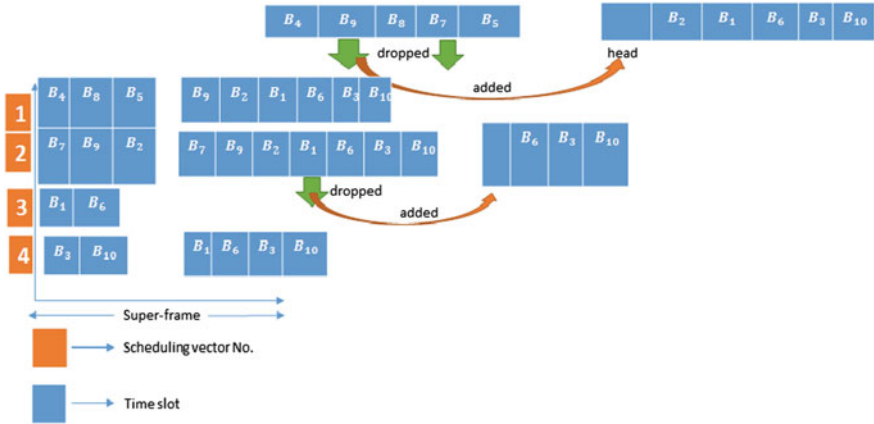 B₄ B₉ B₈ B₇ B₅
B₂ B₁ B₆ B₃ B₁₀
dropped
head
added
1
B₄ B₈ B₅
B₉ B₂ B₁ B₆ B₃ B₁₀
2
B₇ B₉ B₂
B₇ B₉ B₂ B₁ B₆ B₃ B₁₀
B₆ B₃ B₁₀
dropped
added
3
B₁ B₆
4
B₃ B₁₀
B₁ B₆ B₃ B₁₀
Super-frame
Scheduling vector No.
Time slot